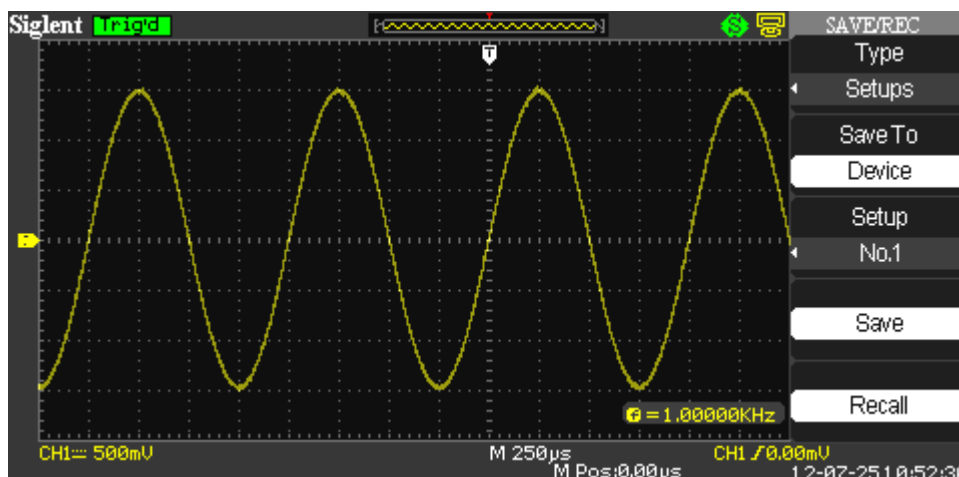 Siglent Trig'd
T
SAVE/REC
Type
Setups
Save To
Device
Setup
No.1
Save
Recall
f = 1.00000KHz
CH1 500mV
M 250µs
CH1 0.00mV
M Pos:0.00µs